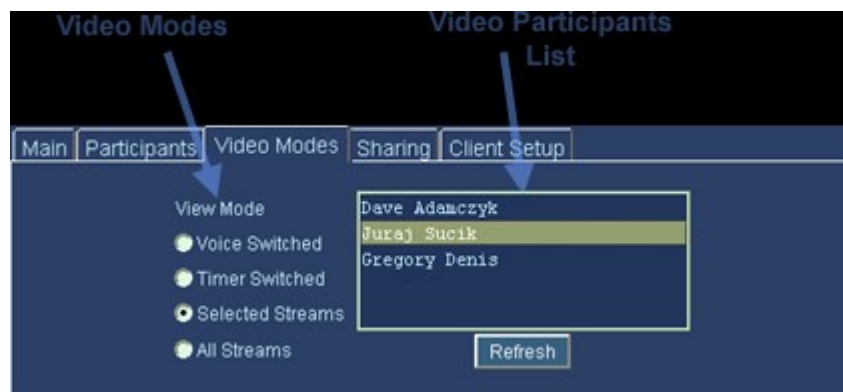 Video Modes
Video Participants
List
Main Participants Video Modes Sharing Client Setup
View Mode
Voice Switched
Timer Switched
Selected Streams
All Streams
Dave Adamczyk
Juraj Sucik
Gregory Denis
Refresh